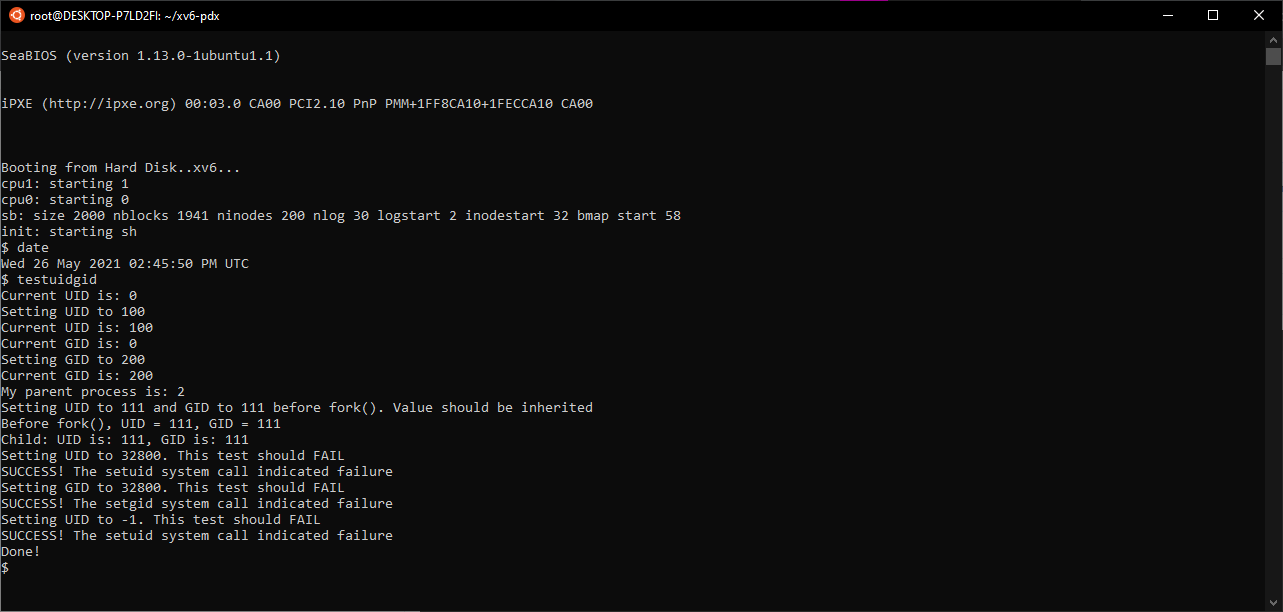 root@DESKTOP-P7LD2FI: ~/xv6-pdx
SeaBIOS (version 1.13.0-1ubuntu1.1)
iPXE (http://ipxe.org) 00:03.0 CA00 PCI2.10 PnP PMM+1FF8CA10+1FECCA10 CA00
Booting from Hard Disk..xv6...
cpu1: starting 1
cpu0: starting 0
sb: size 2000 nblocks 1941 ninodes 200 nlog 30 logstart 2 inodestart 32 bmap start 58
init: starting sh
$ date
Wed 26 May 2021 02:45:50 PM UTC
$ testuidgid
Current UID is: 0
Setting UID to 100
Current UID is: 100
Current GID is: 0
Setting GID to 200
Current GID is: 200
My parent process is: 2
Setting UID to 111 and GID to 111 before fork(). Value should be inherited
Before fork(), UID = 111, GID = 111
Child: UID is: 111, GID is: 111
Setting UID to 32800. This test should FAIL
SUCCESS! The setuid system call indicated failure
Setting GID to 32800. This test should FAIL
SUCCESS! The setgid system call indicated failure
Setting UID to -1. This test should FAIL
SUCCESS! The setuid system call indicated failure
Done!
$